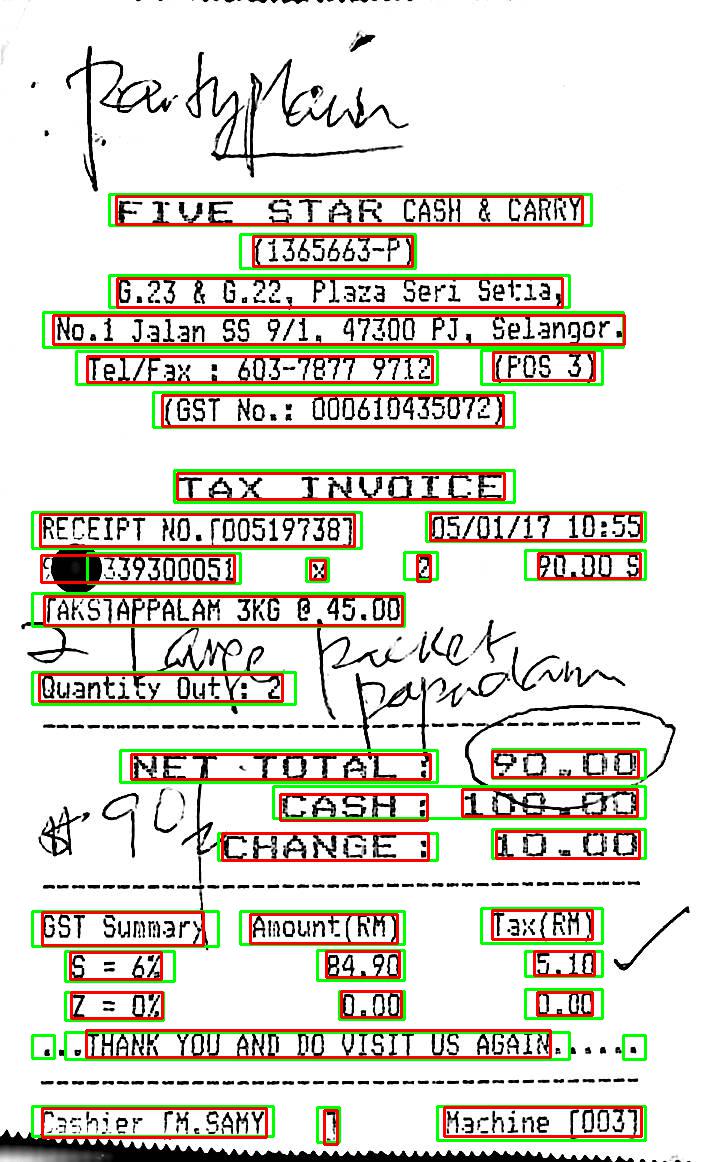 Partyplain
FIVE STAR CASH & CARRY
(1365663-P)
G.23 & G.22, Plaza Seri Setia,
No.1 Jalan SS 9/1, 47300 PJ, Selangor.
Tel/Fax : 603-7877 9712 (POS 3)
(GST No.: 000610435072)
TAX INVOICE
RECEIPT NO.[00519738] 05/01/17 10:55
339300051 x 2 90.00 S
[AKS]APPALAM 3KG @ 45.00
2 Large packet
papadam
Quantity Out : 2
NET TOTAL : 90.00
CASH : 100.00
$ 90/-
CHANGE : 10.00
GST Summary Amount(RM) Tax(RM)
S = 6% 84.90 5.10
Z = 0% 0.00 0.00
....THANK YOU AND DO VISIT US AGAIN......
Cashier [M.SAMY ] Machine [003]